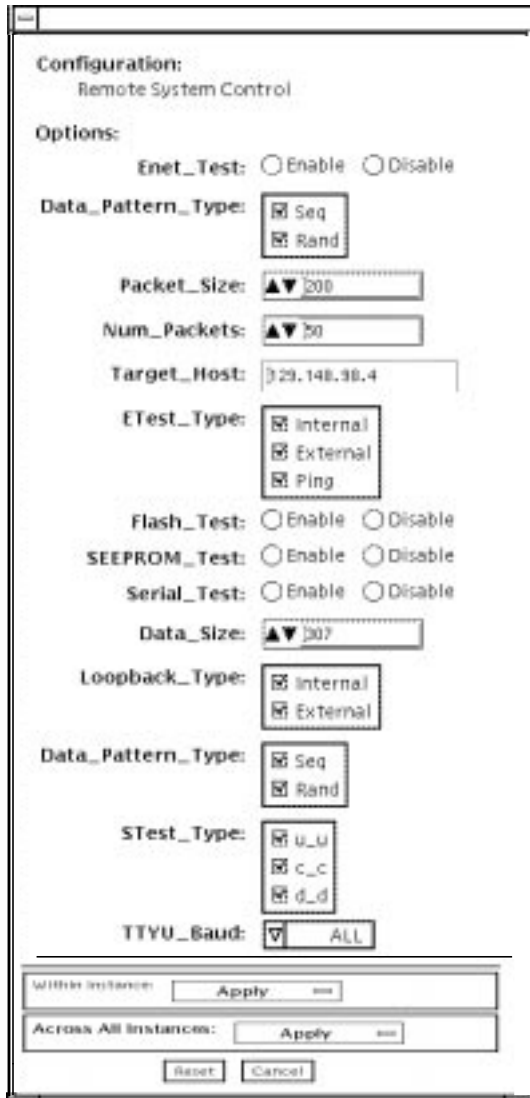 Configuration:
Remote System Control
Options:
Enet_Test: Enable Disable
Data_Pattern_Type: Seq
Rand
Packet_Size: 200
Num_Packets: 50
Target_Host: 129.148.98.4
ETest_Type: Internal
External
Ping
Flash_Test: Enable Disable
SEEPROM_Test: Enable Disable
Serial_Test: Enable Disable
Data_Size: 307
Loopback_Type: Internal
External
Data_Pattern_Type: Seq
Rand
STest_Type: u_u
c_c
d_d
TTYU_Baud: ALL
Within Instance: Apply
Across All Instances: Apply
Reset Cancel